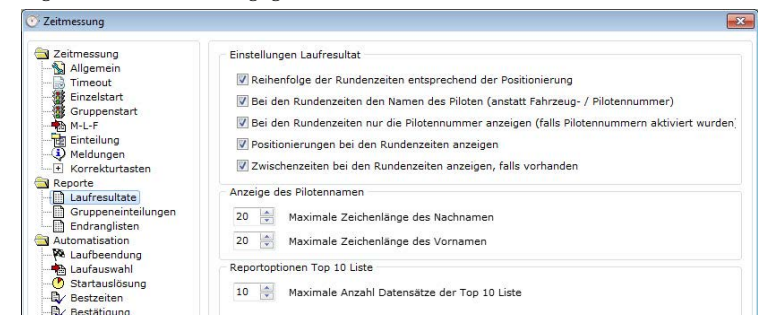 Zeitmessung
Zeitmessung
Allgemein
Timeout
Einzelstart
Gruppenstart
M-L-F
Einteilung
Meldungen
Korrekturtasten
Reporte
Laufresultate
Gruppeneinteilungen
Endranglisten
Automatisation
Laufbeendung
Laufauswahl
Startauslösung
Bestzeiten
Bestätigung
Einstellungen Laufresultat
Reihenfolge der Rundenzeiten entsprechend der Positionierung
Bei den Rundenzeiten den Namen des Piloten (anstatt Fahrzeug- / Pilotennummer)
Bei den Rundenzeiten nur die Pilotennummer anzeigen (falls Pilotennummern aktiviert wurden)
Positionierungen bei den Rundenzeiten anzeigen
Zwischenzeiten bei den Rundenzeiten anzeigen, falls vorhanden
Anzeige des Pilotennamen
20 Maximale Zeichenlänge des Nachnamen
20 Maximale Zeichenlänge des Vornamen
Reportoptionen Top 10 Liste
10 Maximale Anzahl Datensätze der Top 10 Liste